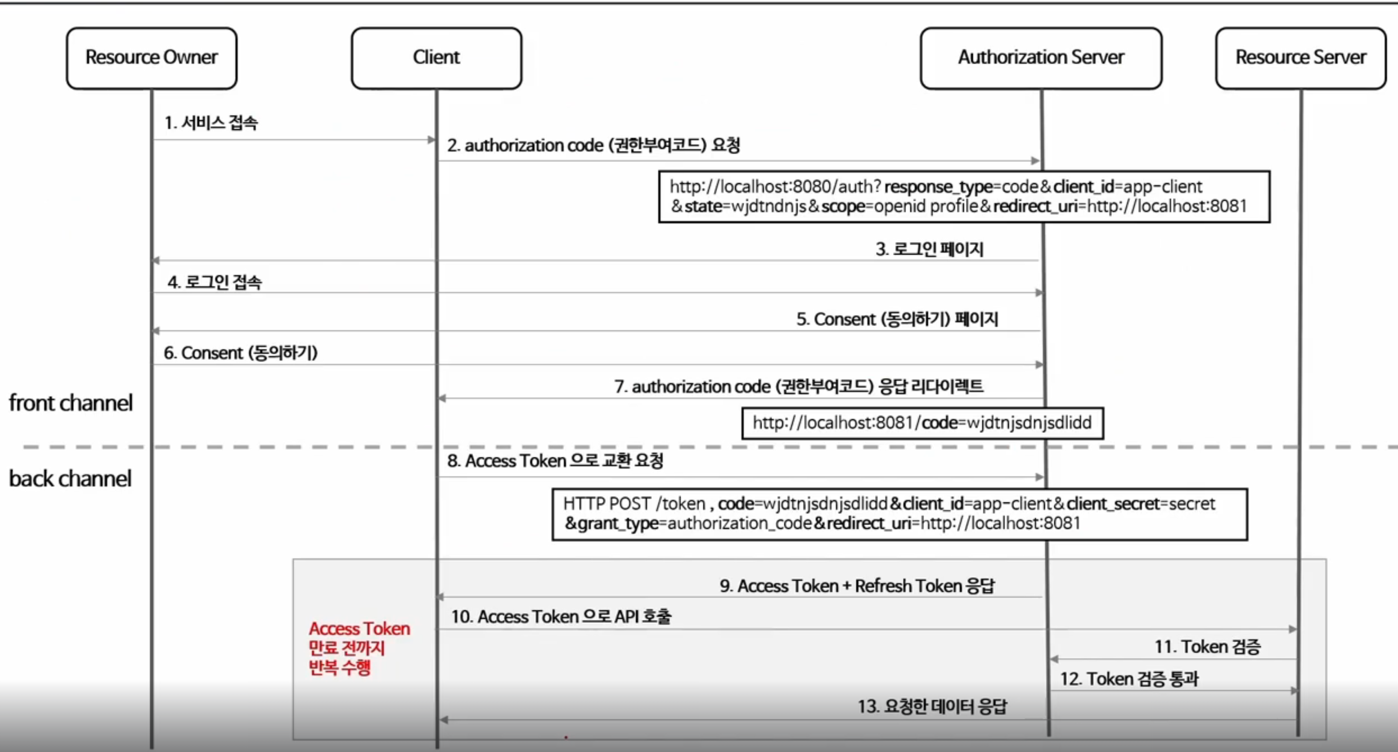 Resource Owner
Client
Authorization Server
Resource Server
1. 서비스 접속
2. authorization code (권한부여코드) 요청
http://localhost:8080/auth? response_type=code&client_id=app-client
&state=wjdtndnjs&scope=openid profile&redirect_uri=http://localhost:8081
3. 로그인 페이지
4. 로그인 접속
5. Consent (동의하기) 페이지
6. Consent (동의하기)
7. authorization code (권한부여코드) 응답 리다이렉트
front channel
http://localhost:8081/code=wjdtnjsdnjsdlidd
back channel
8. Access Token 으로 교환 요청
HTTP POST /token , code=wjdtnjsdnjsdlidd&client_id=app-client&client_secret=secret
&grant_type=authorization_code&redirect_uri=http://localhost:8081
9. Access Token + Refresh Token 응답
10. Access Token 으로 API 호출
Access Token
만료 전까지
반복 수행
11. Token 검증
12. Token 검증 통과
13. 요청한 데이터 응답